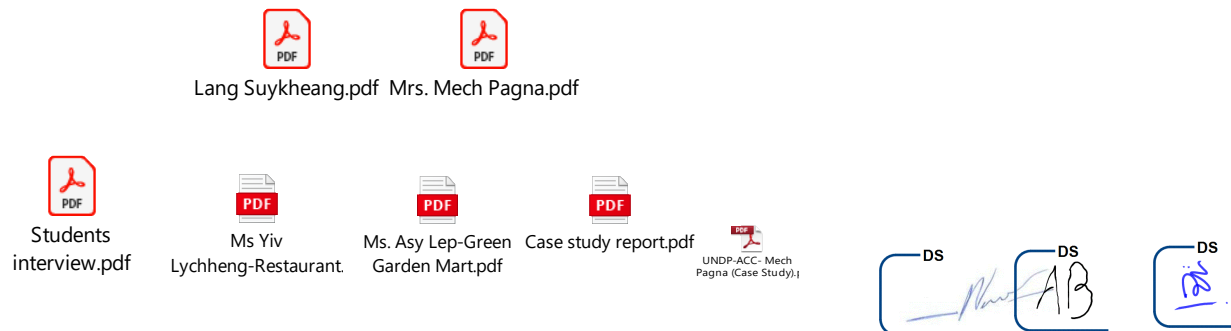 PDF
PDF
Lang Suykheang.pdf
Mrs. Mech Pagna.pdf
PDF
PDF
PDF
PDF
PDF
Students
interview.pdf
Ms Yiv
Lychheng-Restaurant.
Ms. Asy Lep-Green
Garden Mart.pdf
Case study report.pdf
UNDP-ACC- Mech
Pagna (Case Study).p
DS
DS
DS
AB